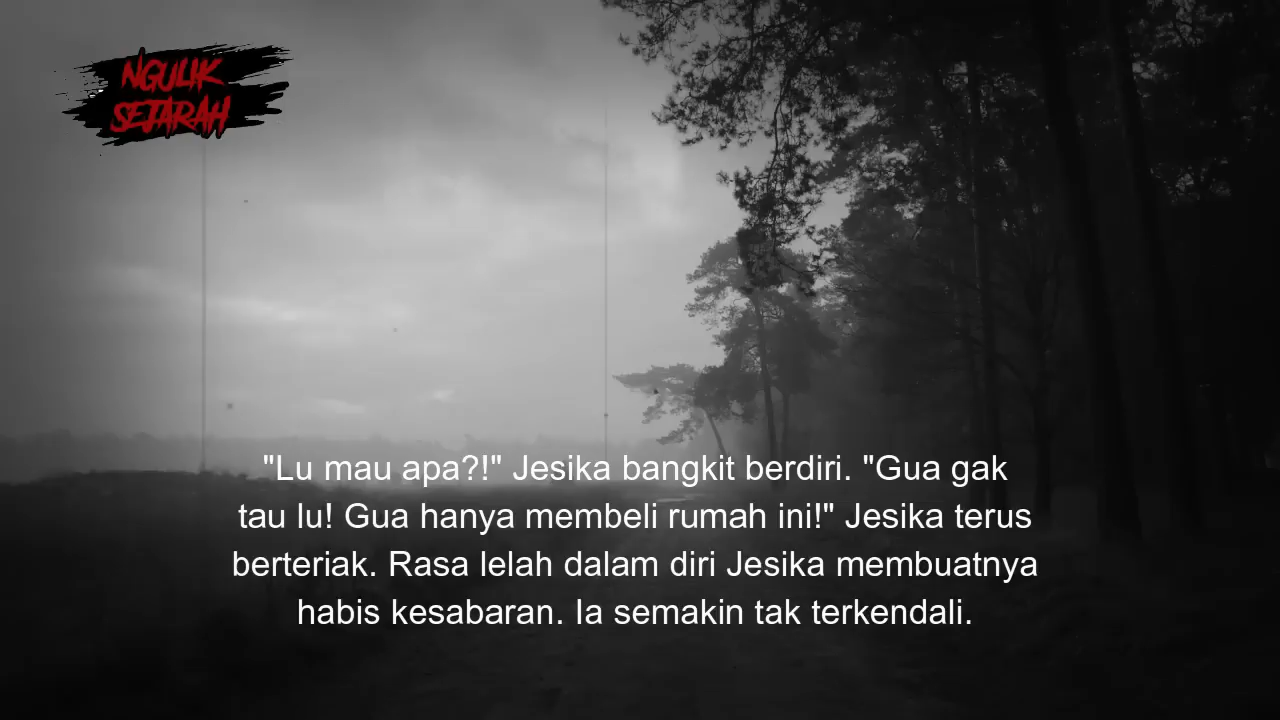 NGULIK
SEJARAH
"Lu mau apa?!" Jesika bangkit berdiri. "Gua gak
tau lu! Gua hanya membeli rumah ini!" Jesika terus
berteriak. Rasa lelah dalam diri Jesika membuatnya
habis kesabaran. Ia semakin tak terkendali.